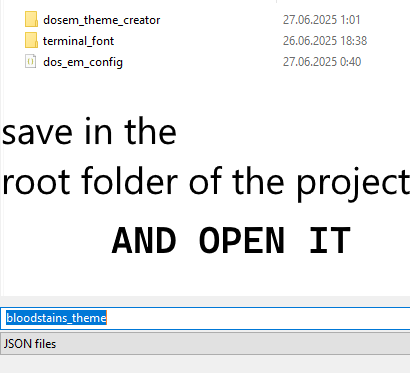 dosem_theme_creator 27.06.2025 1:01
terminal_font 26.06.2025 18:38
dos_em_config 27.06.2025 0:40
save in the
root folder of the project
AND OPEN IT
bloodstains_theme
JSON files